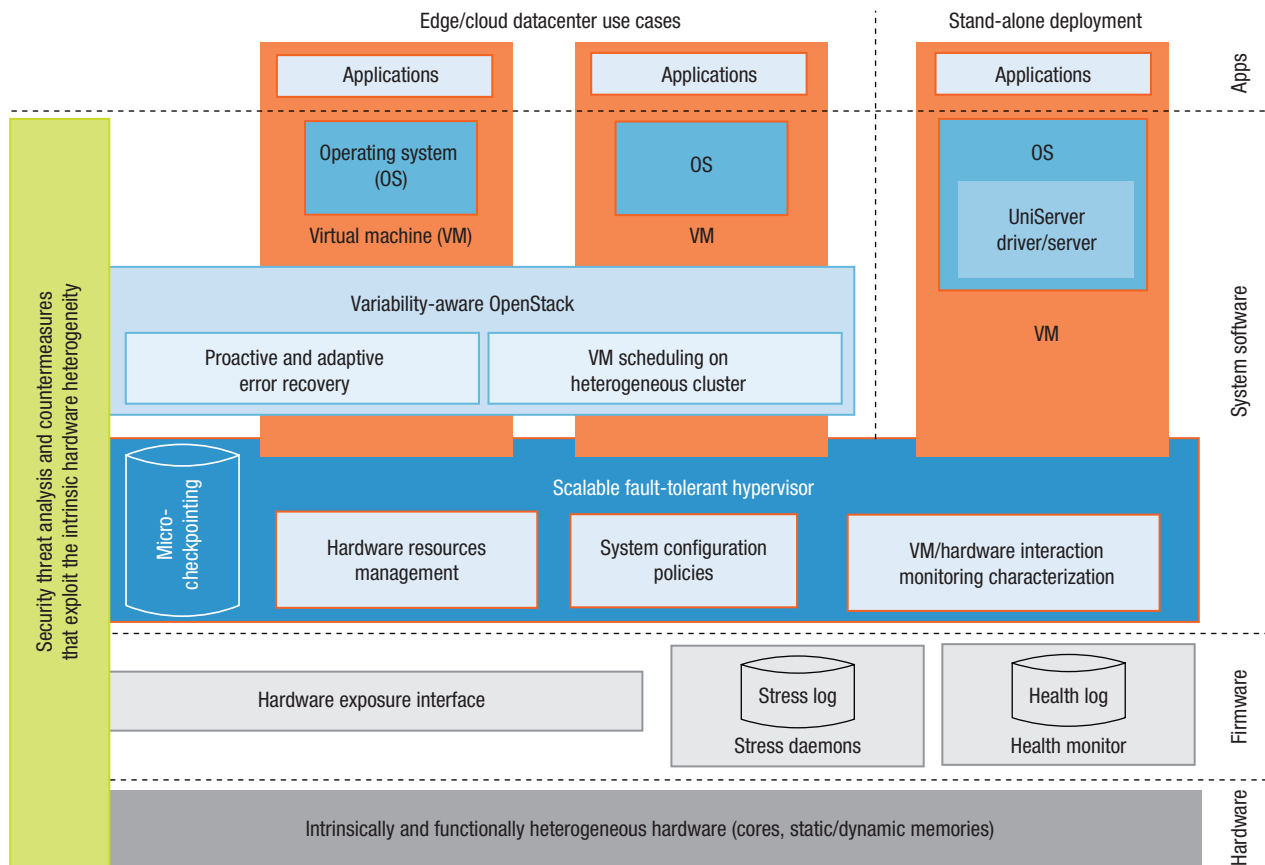 Edge/cloud datacenter use cases
Stand-alone deployment
Applications
Applications
Applications
Apps
Operating system
(OS)
Virtual machine (VM)
OS
VM
OS
UniServer
driver/server
VM
System software
Variability-aware OpenStack
Proactive and adaptive
error recovery
VM scheduling on
heterogeneous cluster
Security threat analysis and countermeasures
that exploit the intrinsic hardware heterogeneity
Micro-
checkpointing
Scalable fault-tolerant hypervisor
Hardware resources
management
System configuration
policies
VM/hardware interaction
monitoring characterization
Hardware exposure interface
Stress log
Stress daemons
Health log
Health monitor
Firmware
Intrinsically and functionally heterogeneous hardware (cores, static/dynamic memories)
Hardware